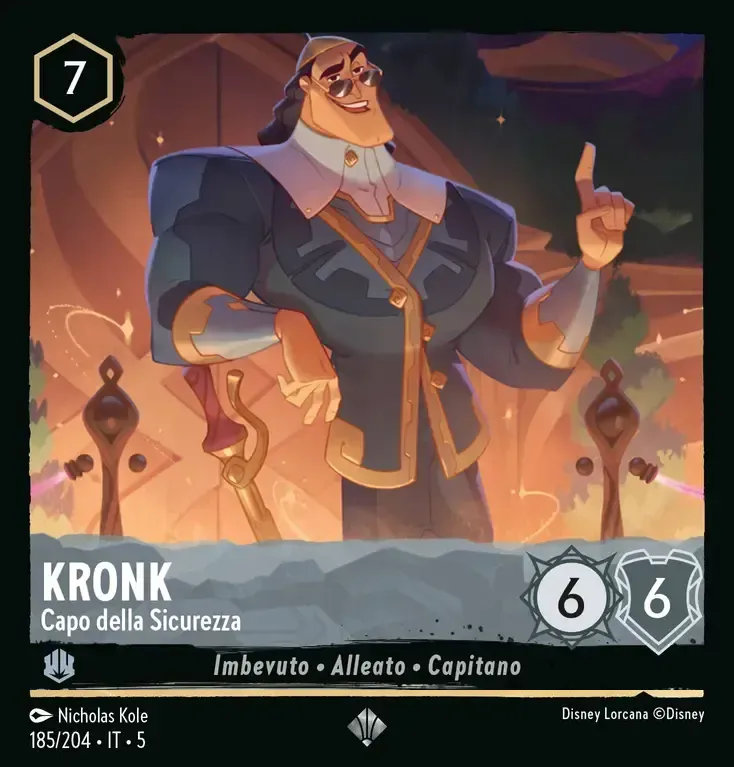 7
KRONK
Capo della Sicurezza
6
6
Imbevuto • Alleato • Capitano
Nicholas Kole
Disney Lorcana ©Disney
185/204 • IT • 5